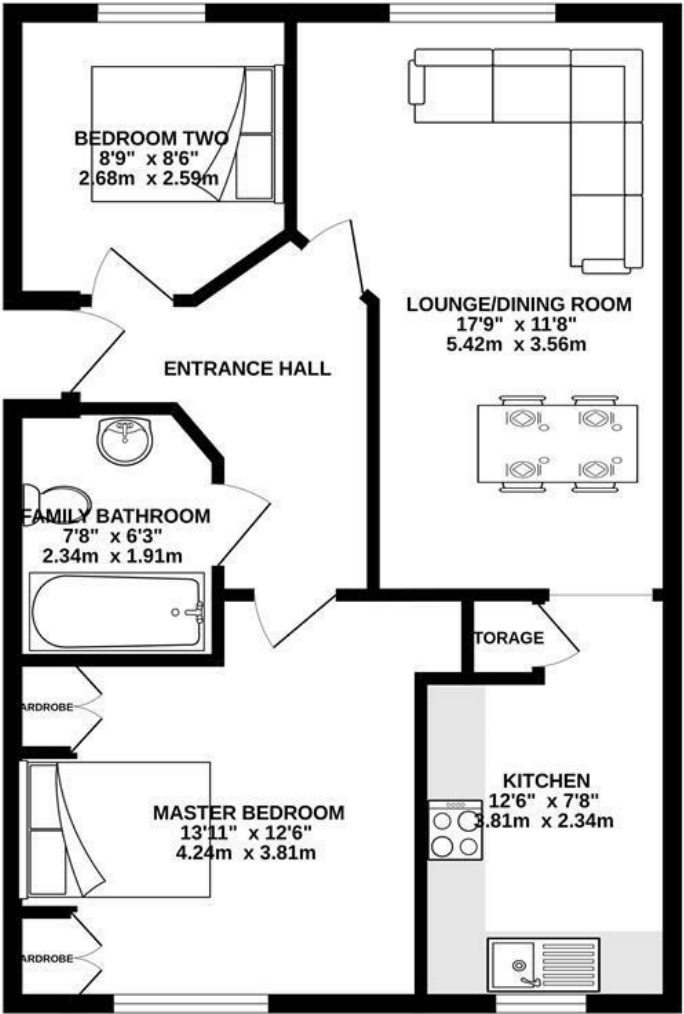 BEDROOM TWO
8'9" x 8'6"
2.68m x 2.59m
LOUNGE/DINING ROOM
17'9" x 11'8"
5.42m x 3.56m
ENTRANCE HALL
FAMILY BATHROOM
7'8" x 6'3"
2.34m x 1.91m
TORAGE
ARDROBE
KITCHEN
12'6" x 7'8"
3.81m x 2.34m
MASTER BEDROOM
13'11" x 12'6"
4.24m x 3.81m
ARDROBE